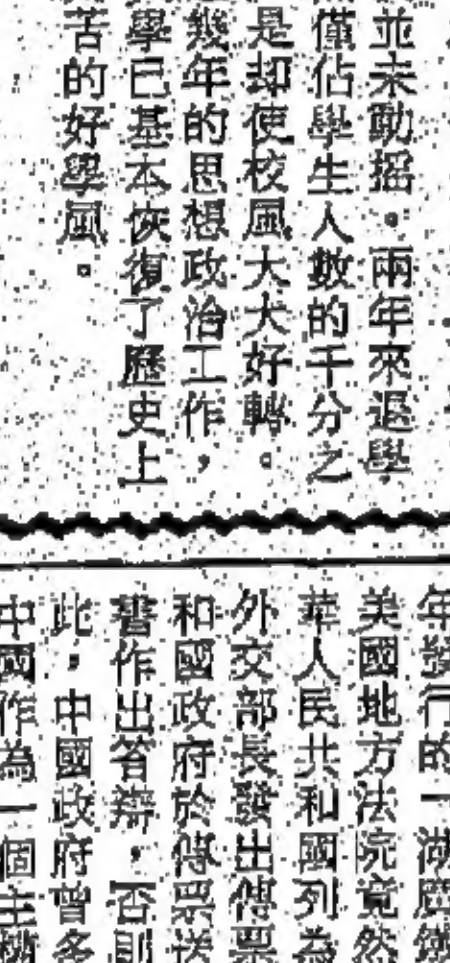 並未動搖。兩年來退學
僅佔學生人數的千分之
是却使校風大大好轉。
幾年的思想政治工作，
學已基本恢復了歷史上
苦的好學風。
年發行的「湖廣鐵
美國地方法院竟然
華人民共和國列為
外交部長發出傳票
和國政府於傳票送
書作出答辯，否則
此，中國政府曾多
中國作為一個主權